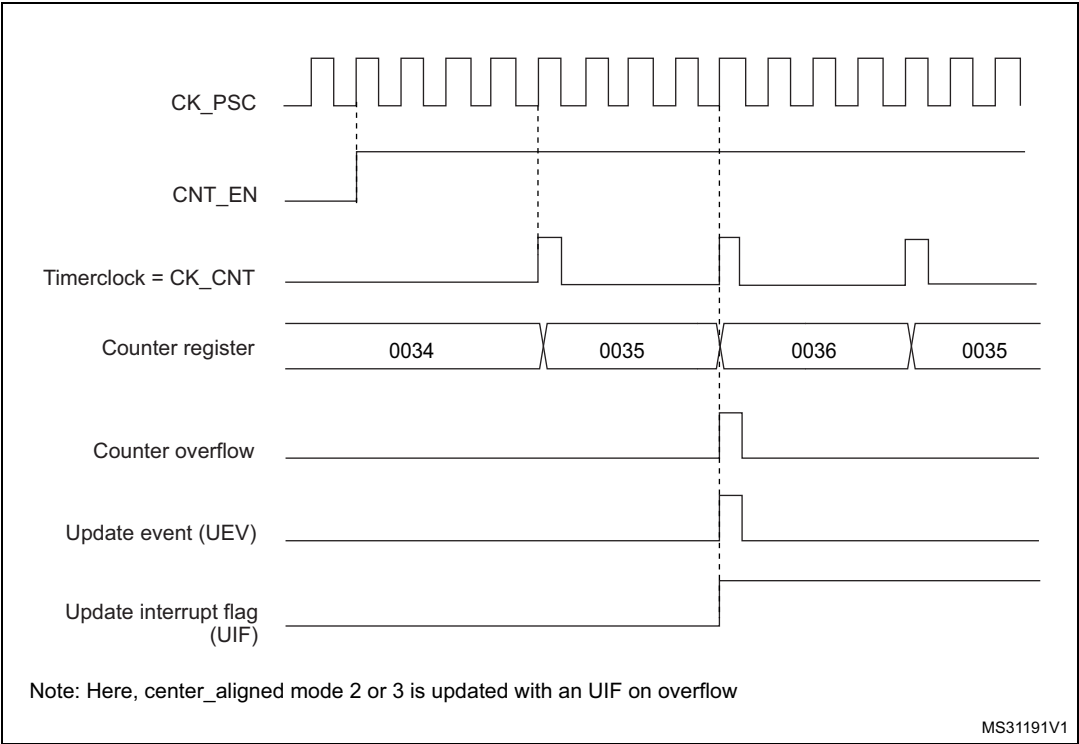 CK_PSC
CNT_EN
Timerclock = CK_CNT
Counter register
0034 0035 0036 0035
Counter overflow
Update event (UEV)
Update interrupt flag
(UIF)
Note: Here, center_aligned mode 2 or 3 is updated with an UIF on overflow
MS31191V1